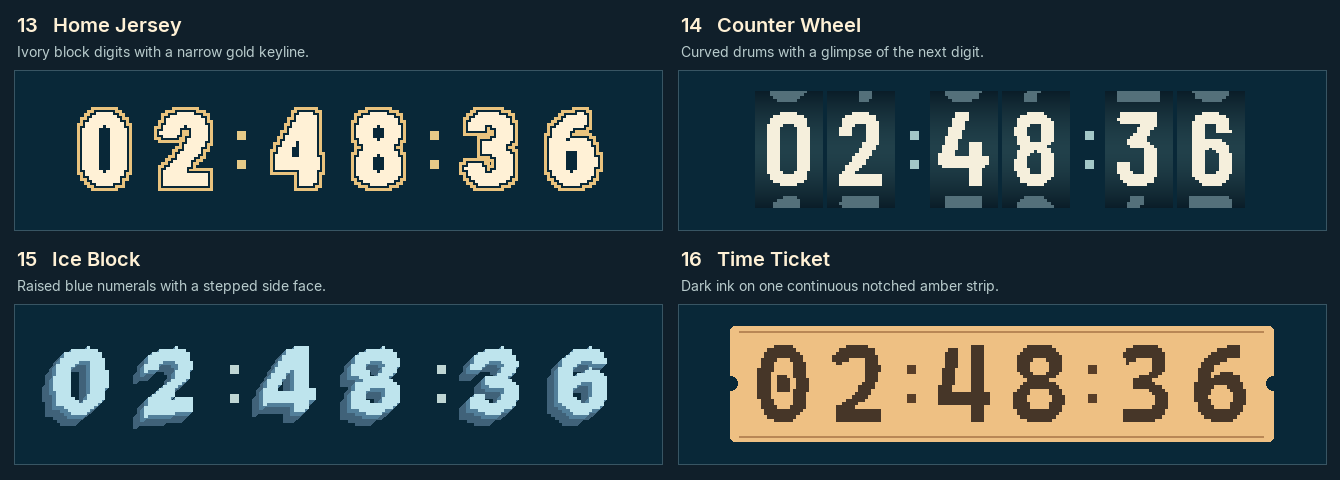 13 Home Jersey
Ivory block digits with a narrow gold keyline.
02:48:36
14 Counter Wheel
Curved drums with a glimpse of the next digit.
02:48:36
15 Ice Block
Raised blue numerals with a stepped side face.
02:48:36
16 Time Ticket
Dark ink on one continuous notched amber strip.
02:48:36